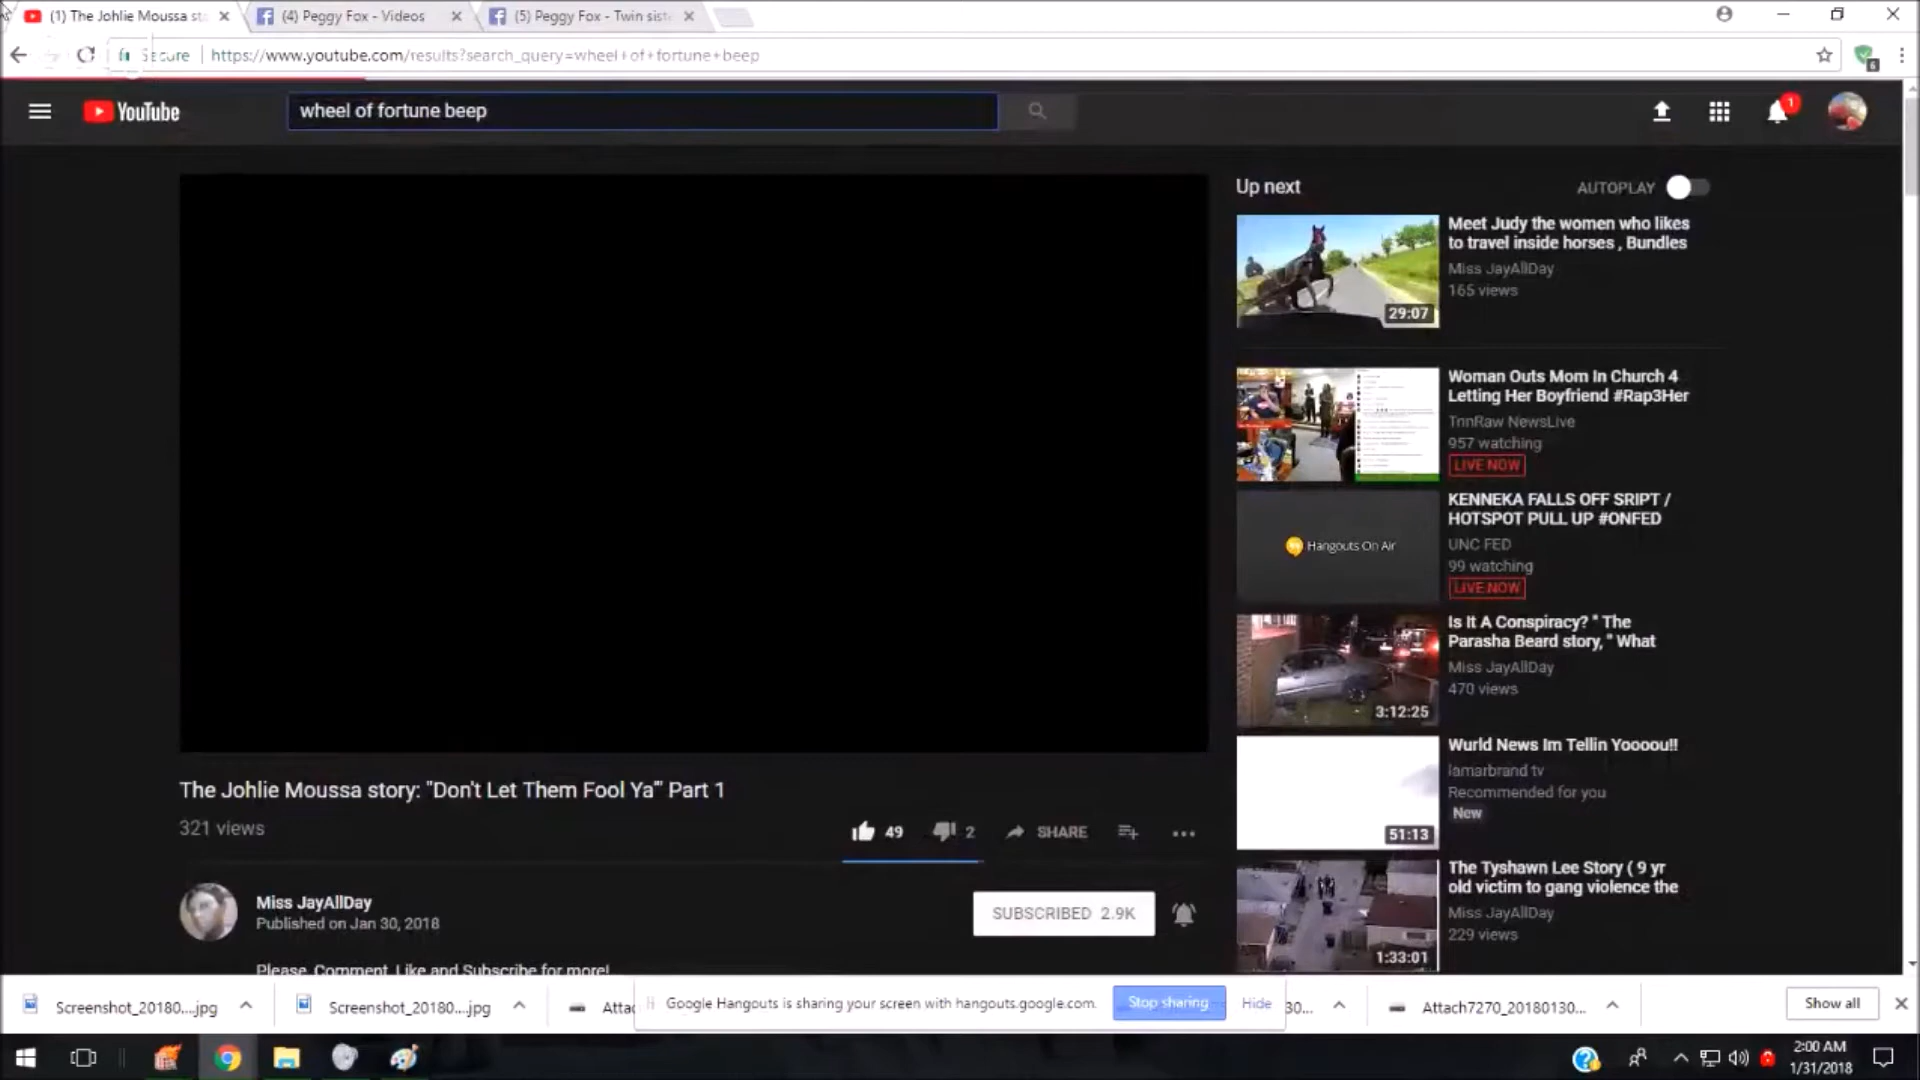 (1) The Johlie Moussa st
(4) Peggy Fox - Videos
(5) Peggy Fox - Twin sist
Secure
https://www.youtube.com/results?search_query=wheel+of+fortune+beep
6
YouTube
wheel of fortune beep
1
Up next
AUTOPLAY
Meet Judy the women who likes
to travel inside horses , Bundles
Miss JayAllDay
165 views
29:07
Woman Outs Mom In Church 4
Letting Her Boyfriend #Rap3Her
TnnRaw NewsLive
957 watching
LIVE NOW
KENNEKA FALLS OFF SRIPT /
HOTSPOT PULL UP #ONFED
UNC FED
99 watching
LIVE NOW
Hangouts On Air
Is It A Conspiracy? " The
Parasha Beard story, " What
Miss JayAllDay
470 views
3:12:25
Wurld News Im Tellin Yoooou!!
lamarbrand tv
Recommended for you
New
51:13
The Tyshawn Lee Story ( 9 yr
old victim to gang violence the
Miss JayAllDay
229 views
1:33:01
The Johlie Moussa story: "Don't Let Them Fool Ya'" Part 1
321 views
49
2
SHARE
Miss JayAllDay
Published on Jan 30, 2018
SUBSCRIBED 2.9K
Please Comment Like and Subscribe for more!
Screenshot_20180....jpg
Screenshot_20180....jpg
Attac
Google Hangouts is sharing your screen with hangouts.google.com.
Stop sharing
Hide
30...
Attach7270_20180130...
Show all
2:00 AM
1/31/2018